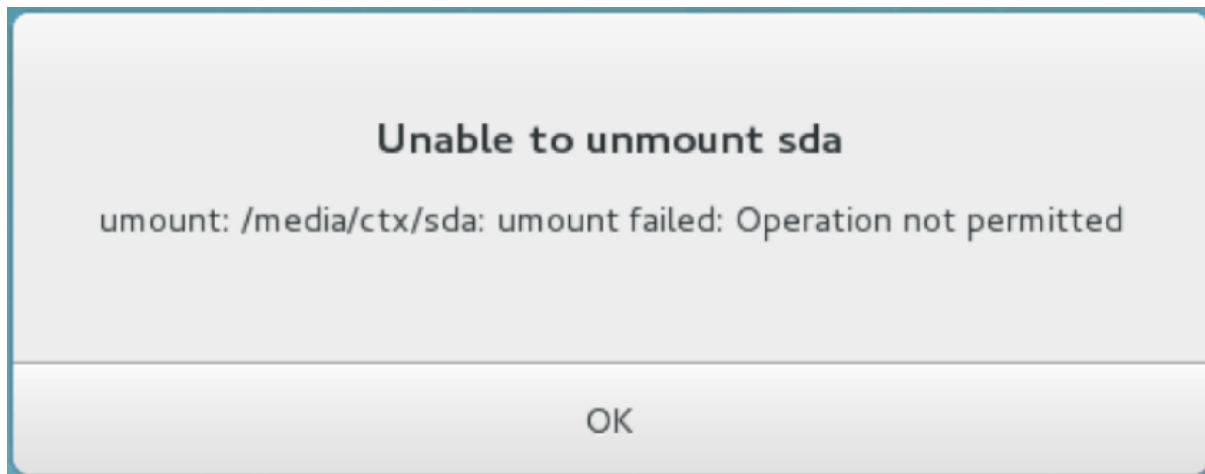 Unable to unmount sda
umount: /media/ctx/sda: umount failed: Operation not permitted
OK